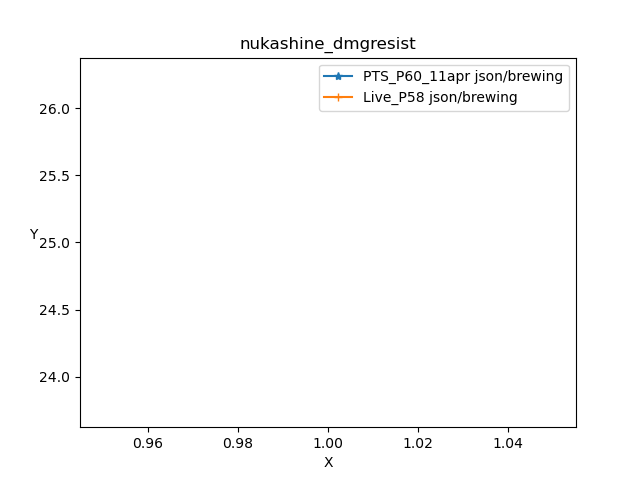 nukashine_dmgresist
PTS_P60_11apr json/brewing
Live_P58 json/brewing
26.0
25.5
Y
25.0
24.5
24.0
0.96 0.98 1.00 1.02 1.04
X